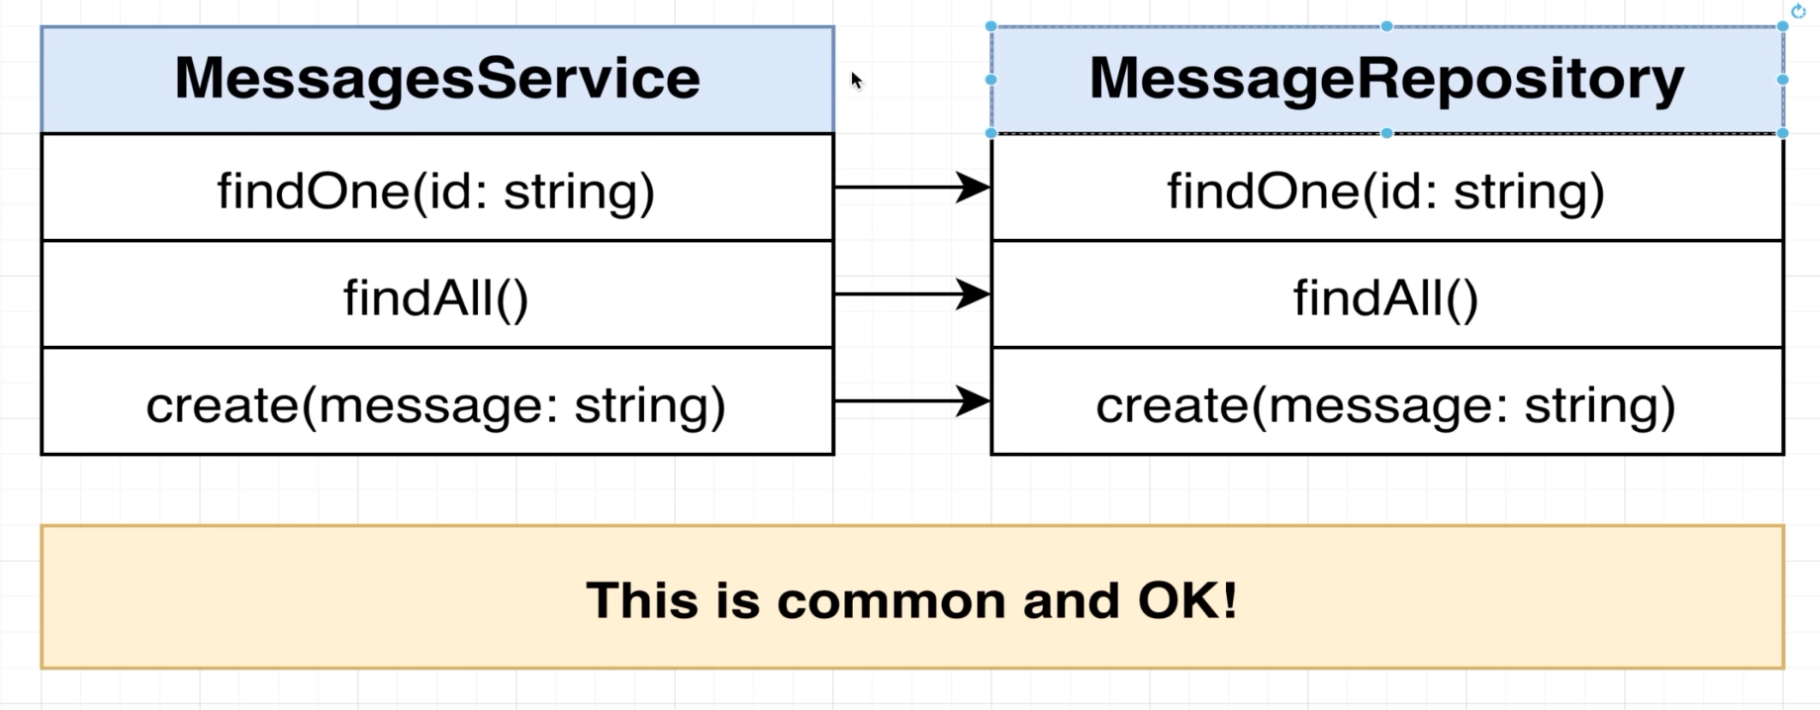 MessagesService
findOne(id: string)
findAll()
create(message: string)
MessageRepository
findOne(id: string)
findAll()
create(message: string)
This is common and OK!